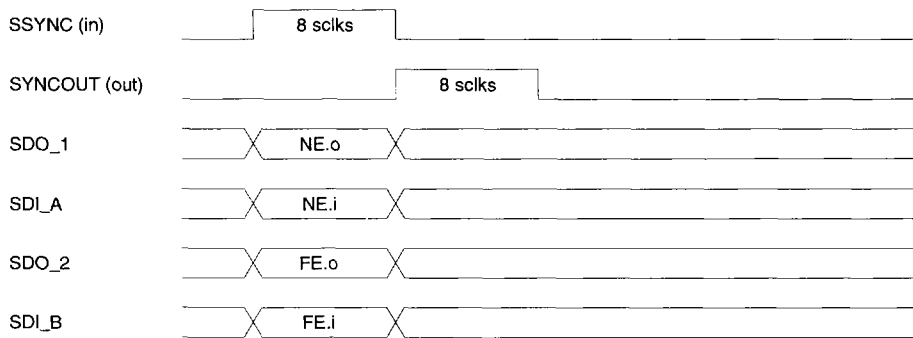 SSYNC (in) 8 sclks
SYNCOUT (out) 8 sclks
SDO_1 NE.o
SDI_A NE.i
SDO_2 FE.o
SDI_B FE.i